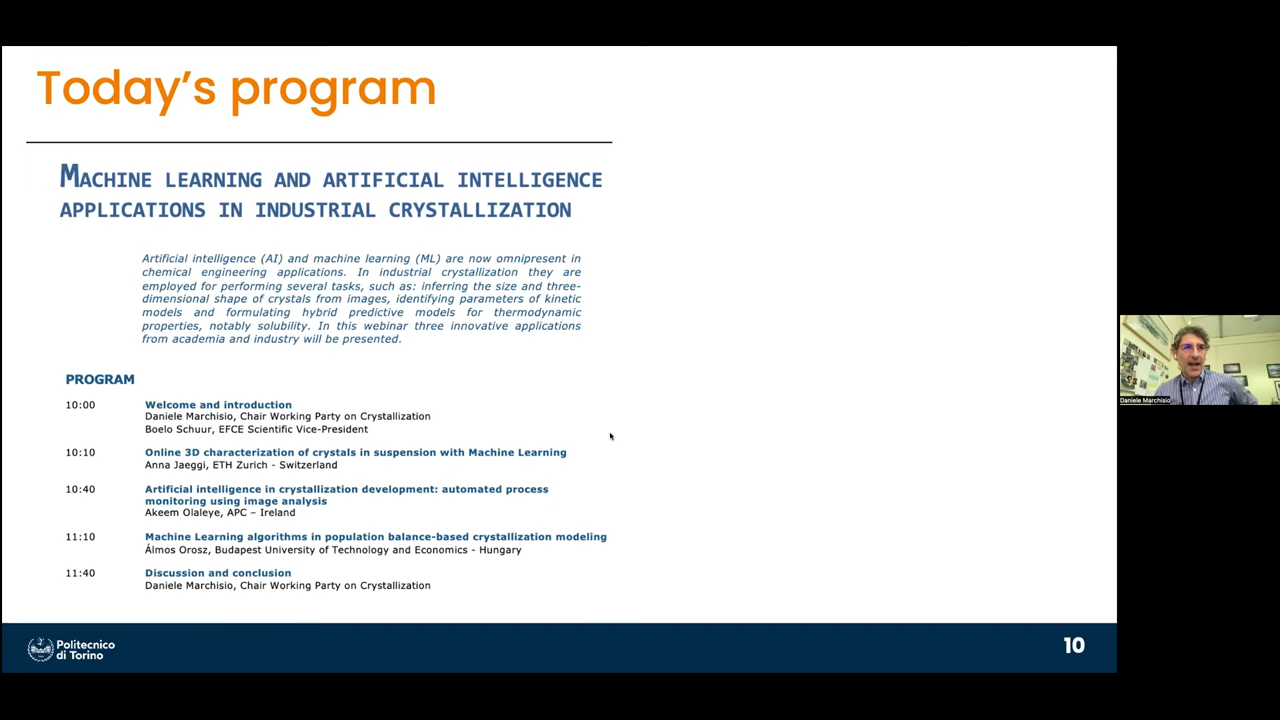 Today's program
MACHINE LEARNING AND ARTIFICIAL INTELLIGENCE
APPLICATIONS IN INDUSTRIAL CRYSTALLIZATION
Artificial intelligence (AI) and machine learning (ML) are now omnipresent in
chemical engineering applications. In industrial crystallization they are
employed for performing several tasks, such as: inferring the size and three-
dimensional shape of crystals from images, identifying parameters of kinetic
models and formulating hybrid predictive models for thermodynamic
properties, notably solubility. In this webinar three innovative applications
from academia and industry will be presented.
PROGRAM
10:00 Welcome and introduction
Daniele Marchisio, Chair Working Party on Crystallization
Boelo Schuur, EFCE Scientific Vice-President
10:10 Online 3D characterization of crystals in suspension with Machine Learning
Anna Jaeggi, ETH Zurich - Switzerland
10:40 Artificial intelligence in crystallization development: automated process
monitoring using image analysis
Akeem Olaleye, APC – Ireland
11:10 Machine Learning algorithms in population balance-based crystallization modeling
Álmos Orosz, Budapest University of Technology and Economics - Hungary
11:40 Discussion and conclusion
Daniele Marchisio, Chair Working Party on Crystallization
Politecnico
di Torino
10
Daniele Marchisio